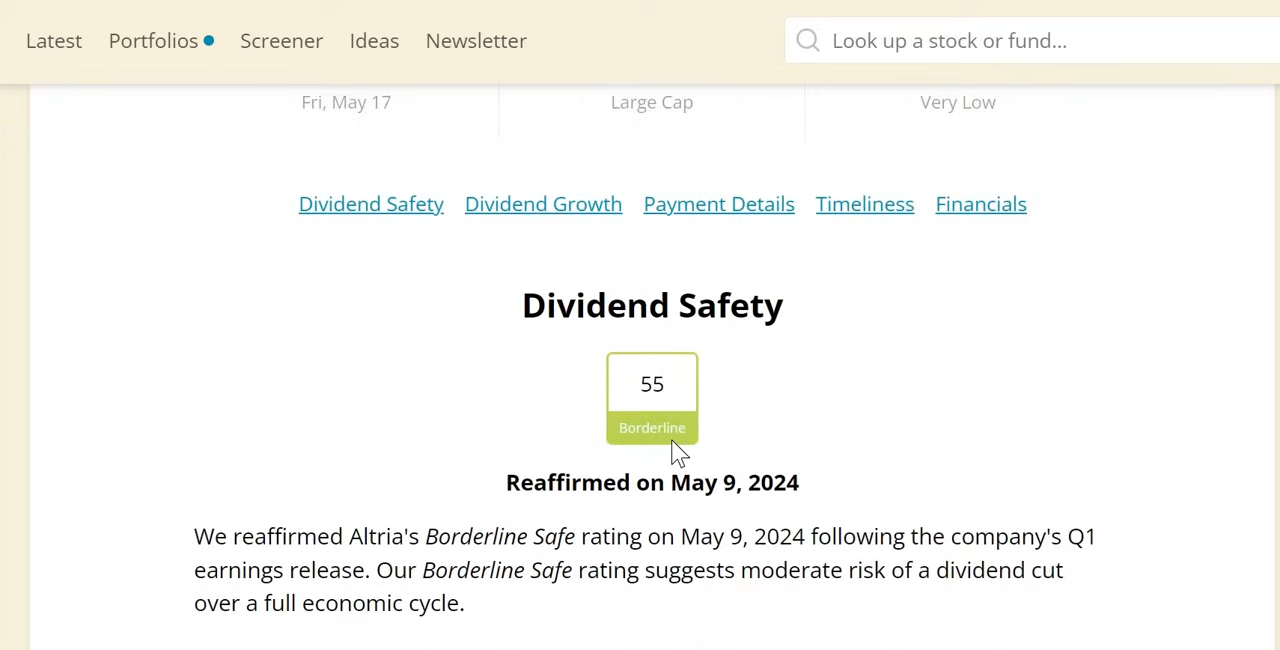 Latest Portfolios Screener Ideas Newsletter Look up a stock or fund...
Fri, May 17 Large Cap Very Low
Dividend Safety Dividend Growth Payment Details Timeliness Financials
Dividend Safety
55
Borderline
Reaffirmed on May 9, 2024
We reaffirmed Altria's Borderline Safe rating on May 9, 2024 following the company's Q1
earnings release. Our Borderline Safe rating suggests moderate risk of a dividend cut
over a full economic cycle.